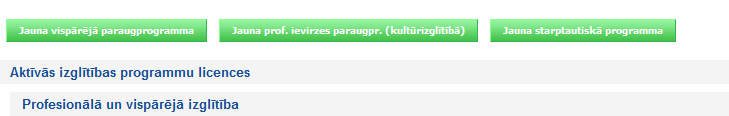 Jauna vispārējā paraugprogramma
Jauna prof. ievirzes paraugpr. (kultūrizglītībā)
Jauna starptautiskā programma
Aktīvās izglītības programmu licences
Profesionālā un vispārējā izglītība